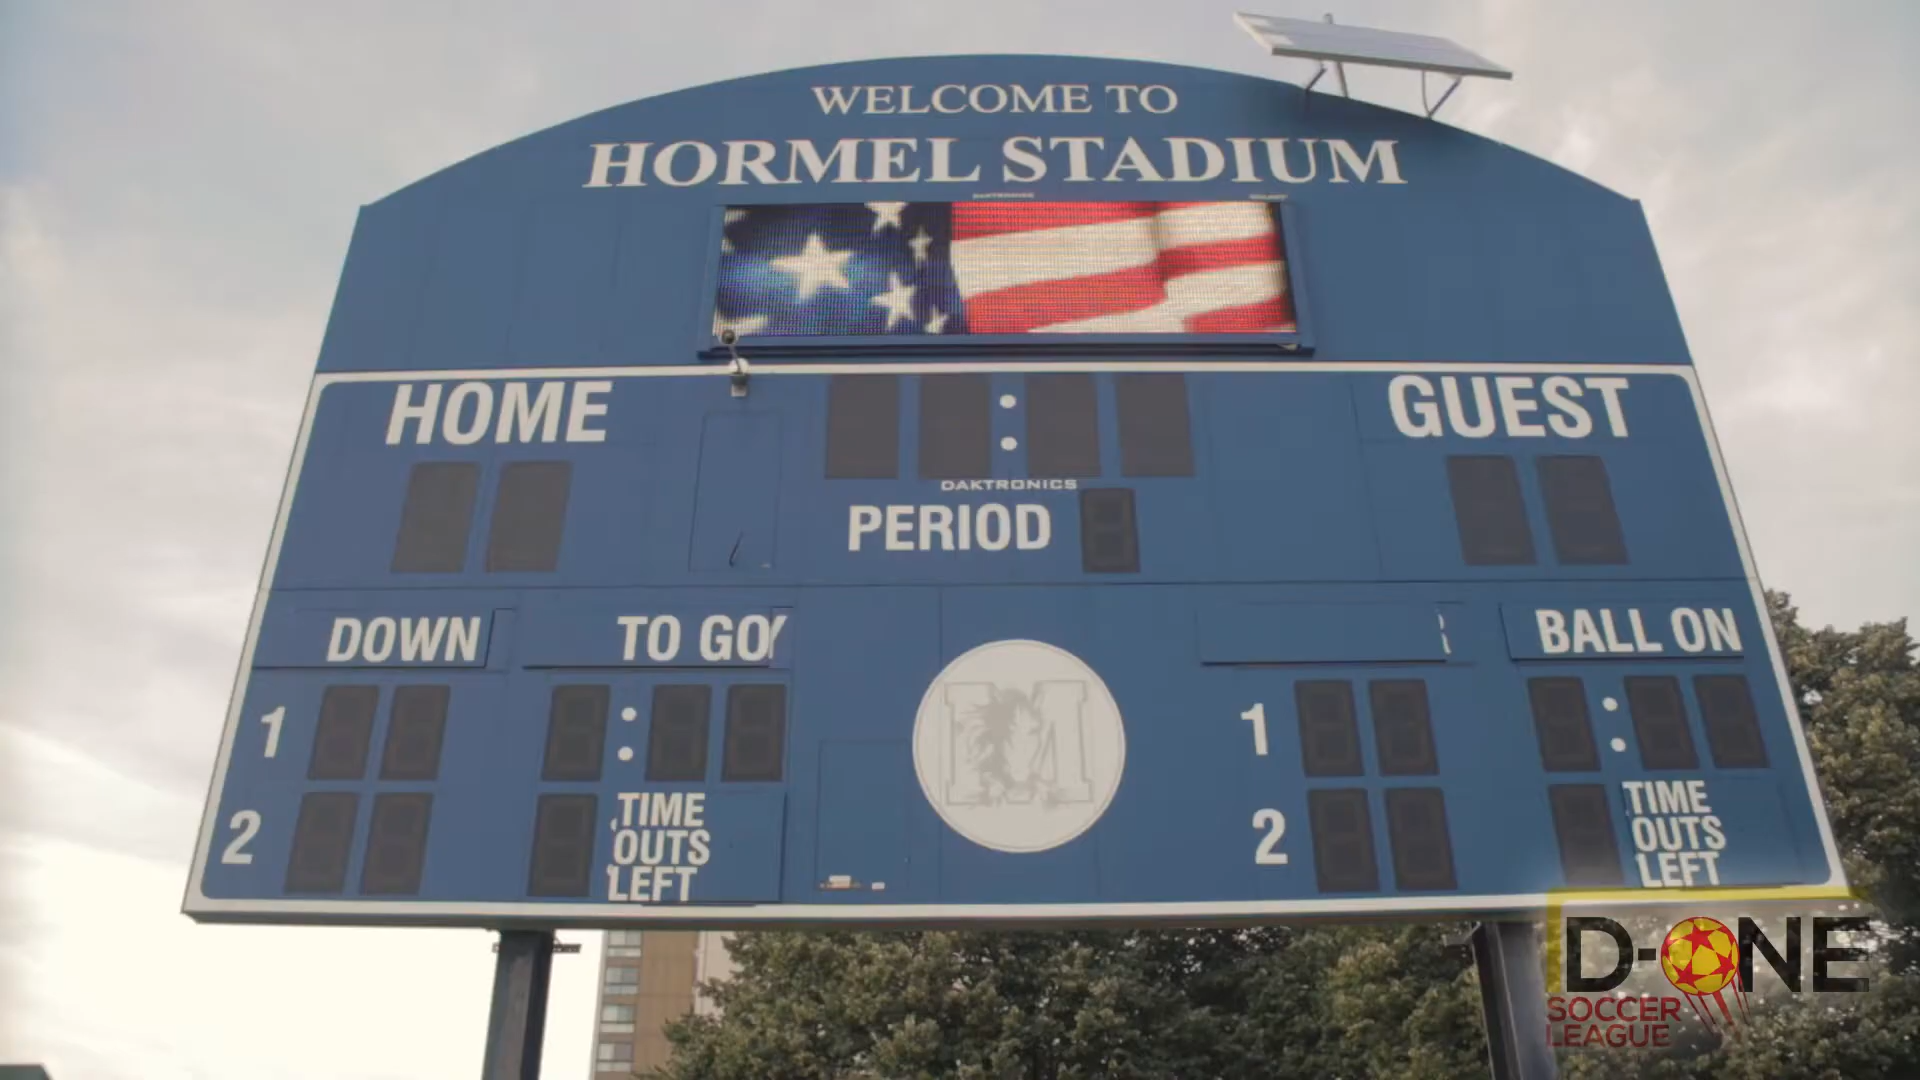 WELCOME TO
HORMEL STADIUM
DAKTRONICS
HOME
GUEST
DAKTRONICS
PERIOD
DOWN
TO GO
BALL ON
1
1
2
TIME
OUTS
LEFT
2
TIME
OUTS
LEFT
M
D-ONE
SOCCER
LEAGUE